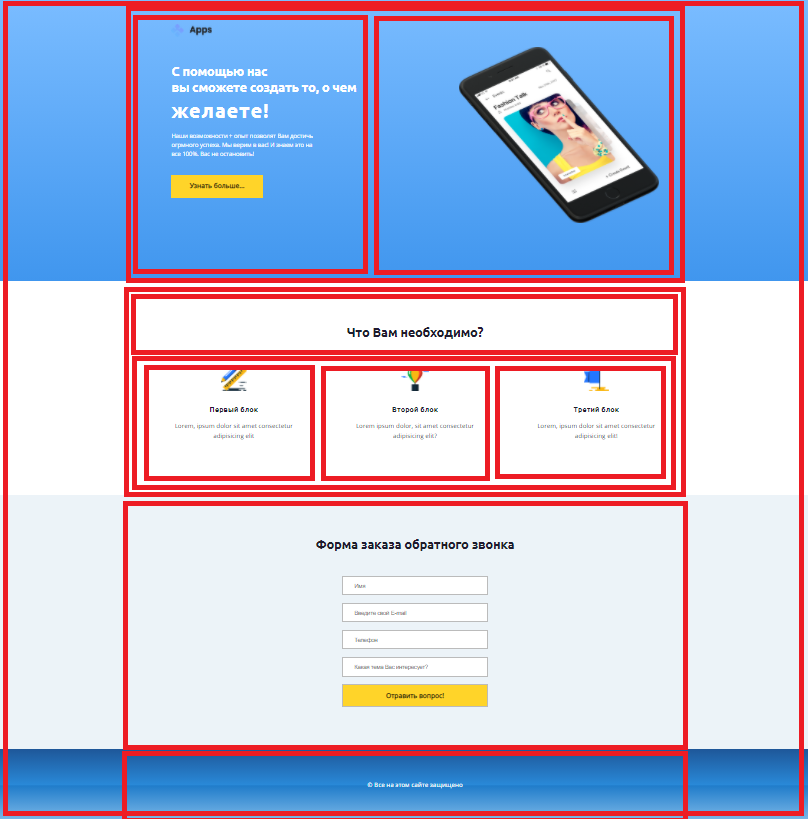 Apps
С помощью нас
вы сможете создать то, о чем
желаете!
Наши возможности + опыт позволят Вам достичь
огрмного успеха. Мы верим в вас! И знаем это на
все 100%. Вас не остановить!
Узнать больше...
Fashion Talk
Что Вам необходимо?
Первый блок
Lorem, ipsum dolor sit amet consectetur
adipisicing elit
Второй блок
Lorem ipsum dolor, sit amet consectetur
adipisicing elit?
Третий блок
Lorem, ipsum dolor sit amet consectetur
adipisicing elit!
Форма заказа обратного звонка
Имя
Введите свой E-mail
Телефон
Какая тема Вас интересует?
Отравить вопрос!
© Все на этом сайте защищено